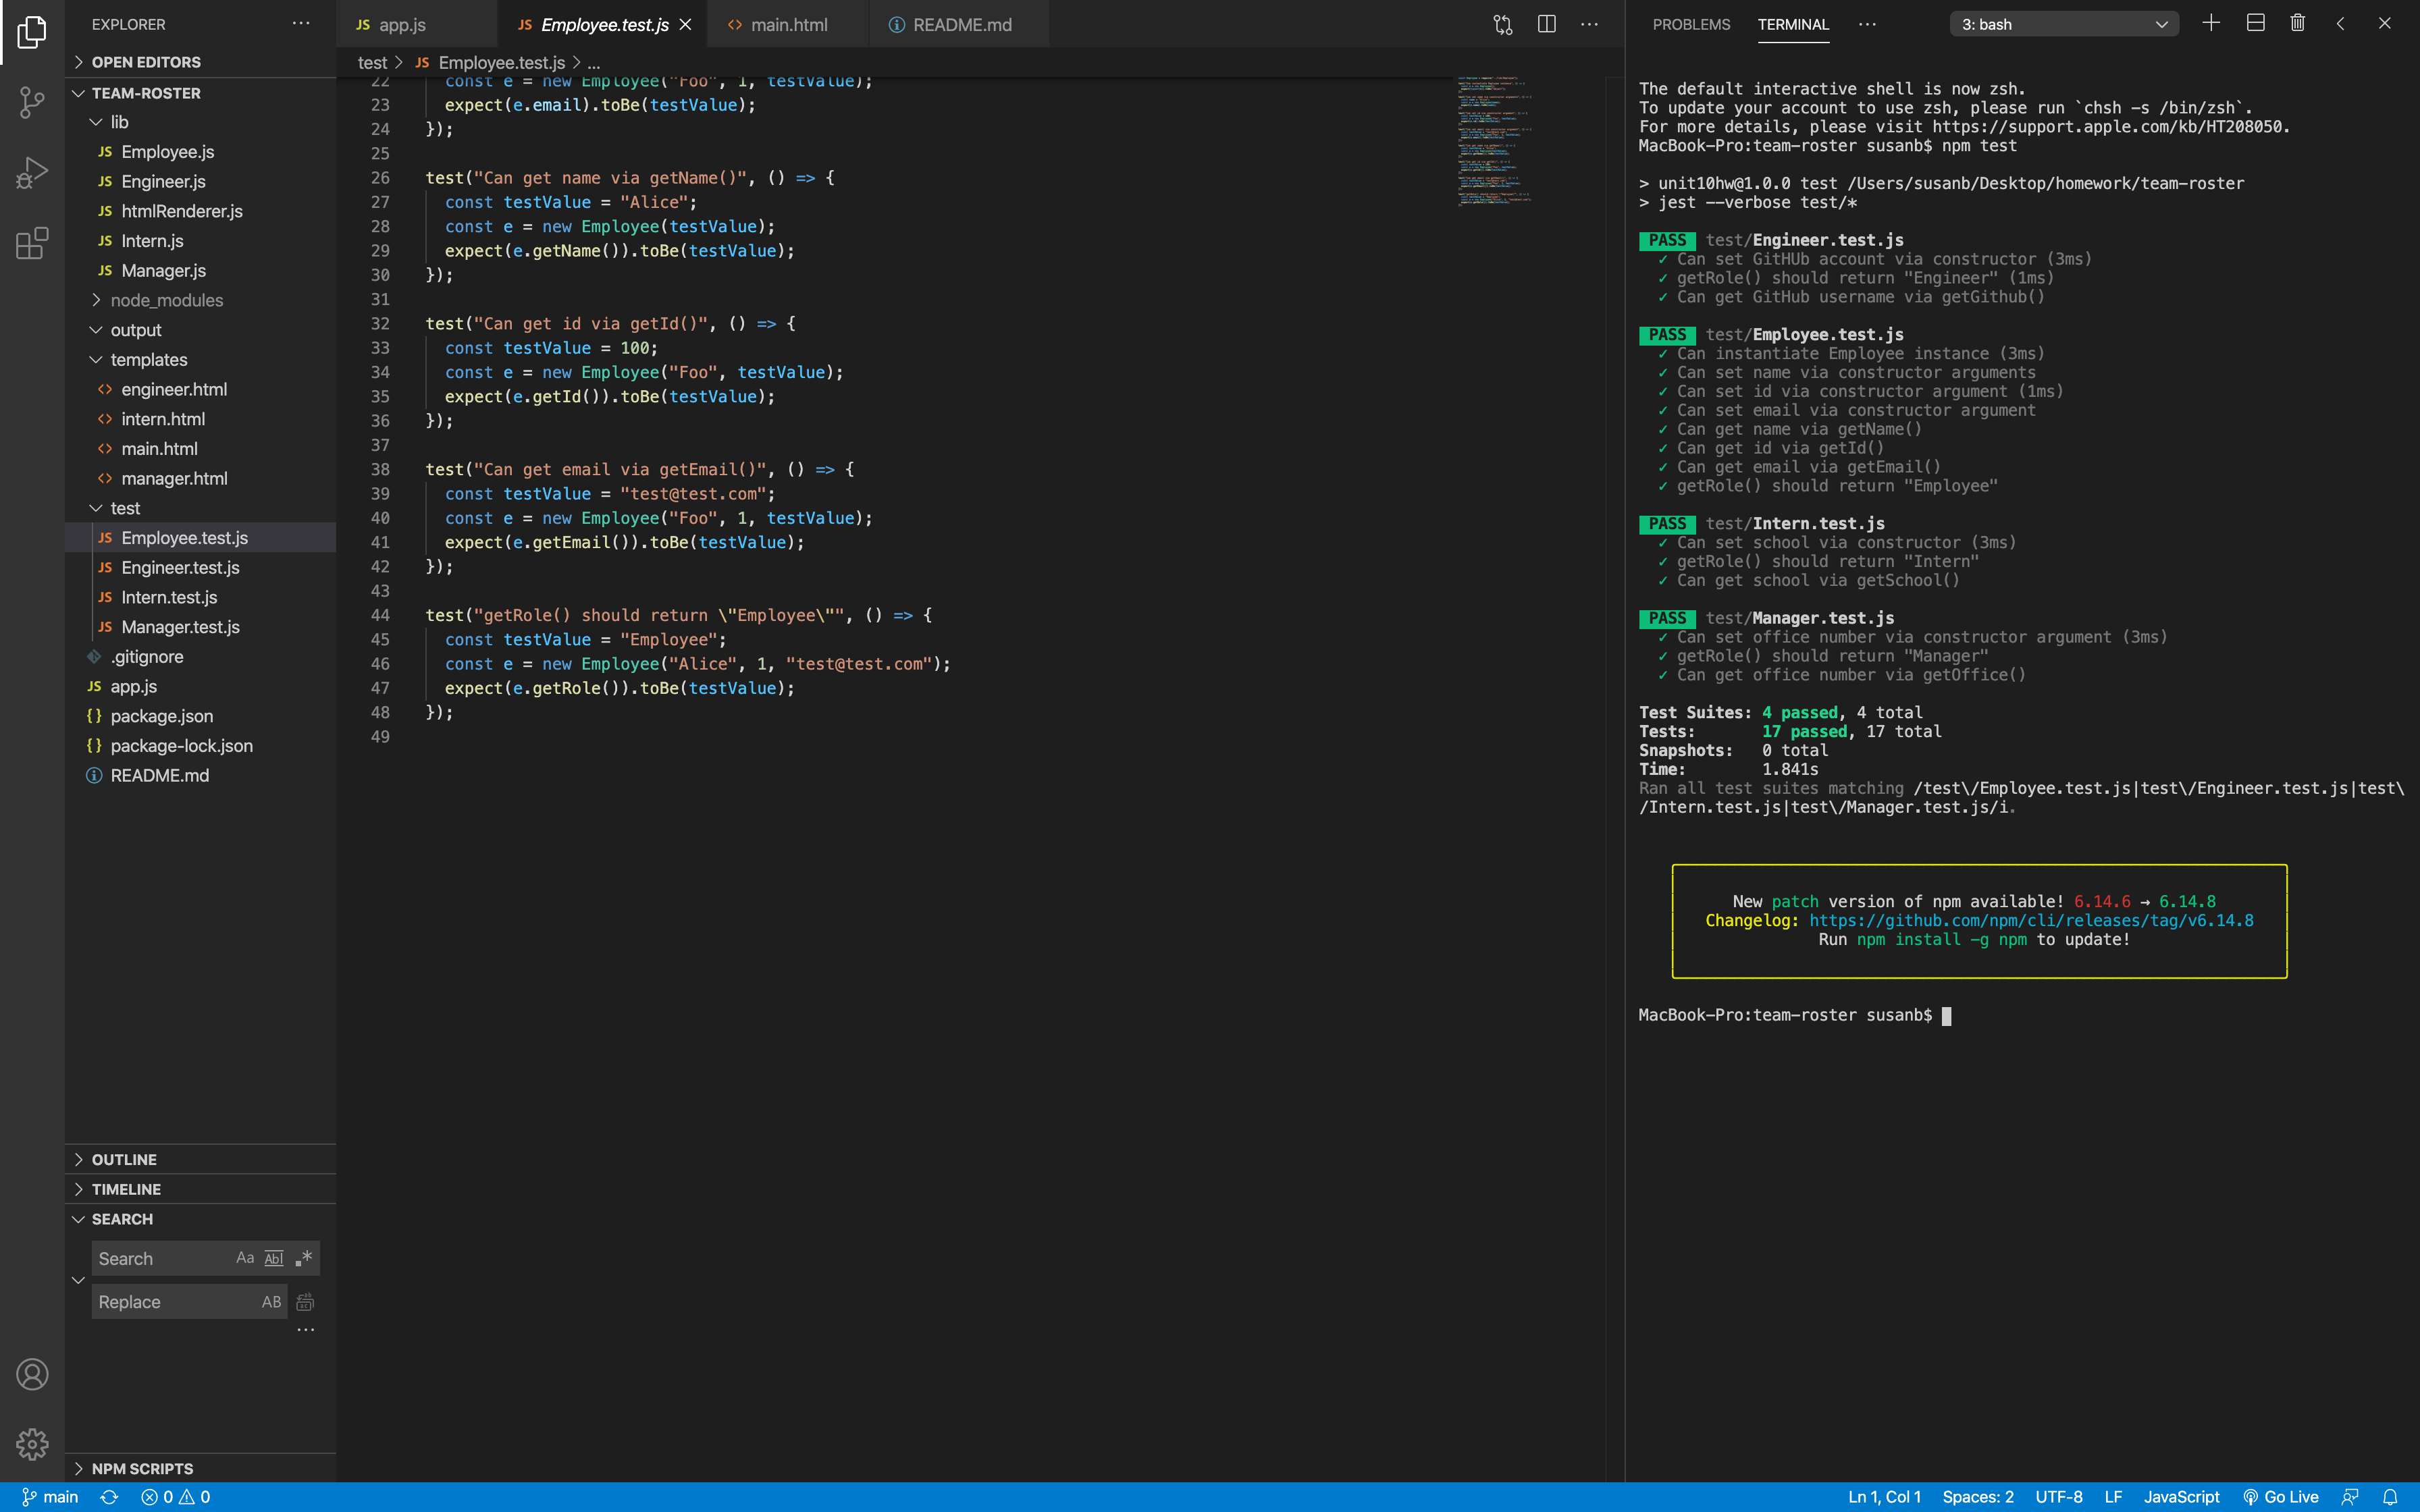 EXPLORER
OPEN EDITORS
TEAM-ROSTER
lib
JS Employee.js
JS Engineer.js
JS htmlRenderer.js
JS Intern.js
JS Manager.js
node_modules
output
templates
<> engineer.html
<> intern.html
<> main.html
<> manager.html
test
JS Employee.test.js
JS Engineer.test.js
JS Intern.test.js
JS Manager.test.js
.gitignore
JS app.js
{} package.json
{} package-lock.json
README.md
OUTLINE
TIMELINE
SEARCH
Search Aa Abl .*
Replace AB
NPM SCRIPTS
JS app.js JS Employee.test.js <> main.html README.md
test > JS Employee.test.js > ...
22 const e = new Employee("Foo", 1, testValue);
23 expect(e.email).toBe(testValue);
24 });
25
26 test("Can get name via getName()", () => {
27 const testValue = "Alice";
28 const e = new Employee(testValue);
29 expect(e.getName()).toBe(testValue);
30 });
31
32 test("Can get id via getId()", () => {
33 const testValue = 100;
34 const e = new Employee("Foo", testValue);
35 expect(e.getId()).toBe(testValue);
36 });
37
38 test("Can get email via getEmail()", () => {
39 const testValue = "test@test.com";
40 const e = new Employee("Foo", 1, testValue);
41 expect(e.getEmail()).toBe(testValue);
42 });
43
44 test("getRole() should return \"Employee\"", () => {
45 const testValue = "Employee";
46 const e = new Employee("Alice", 1, "test@test.com");
47 expect(e.getRole()).toBe(testValue);
48 });
49
PROBLEMS TERMINAL ... 3: bash
The default interactive shell is now zsh.
To update your account to use zsh, please run `chsh -s /bin/zsh`.
For more details, please visit https://support.apple.com/kb/HT208050.
MacBook-Pro:team-roster susanb$ npm test
> unit10hw@1.0.0 test /Users/susanb/Desktop/homework/team-roster
> jest --verbose test/*
PASS test/Engineer.test.js
✓ Can set GitHUb account via constructor (3ms)
✓ getRole() should return "Engineer" (1ms)
✓ Can get GitHub username via getGithub()
PASS test/Employee.test.js
✓ Can instantiate Employee instance (3ms)
✓ Can set name via constructor arguments
✓ Can set id via constructor argument (1ms)
✓ Can set email via constructor argument
✓ Can get name via getName()
✓ Can get id via getId()
✓ Can get email via getEmail()
✓ getRole() should return "Employee"
PASS test/Intern.test.js
✓ Can set school via constructor (3ms)
✓ getRole() should return "Intern"
✓ Can get school via getSchool()
PASS test/Manager.test.js
✓ Can set office number via constructor argument (3ms)
✓ getRole() should return "Manager"
✓ Can get office number via getOffice()
Test Suites: 4 passed, 4 total
Tests: 17 passed, 17 total
Snapshots: 0 total
Time: 1.841s
Ran all test suites matching /test\/Employee.test.js|test\/Engineer.test.js|test\
/Intern.test.js|test\/Manager.test.js/i.
New patch version of npm available! 6.14.6 → 6.14.8
Changelog: https://github.com/npm/cli/releases/tag/v6.14.8
Run npm install -g npm to update!
MacBook-Pro:team-roster susanb$
main 0 0 Ln 1, Col 1 Spaces: 2 UTF-8 LF JavaScript Go Live